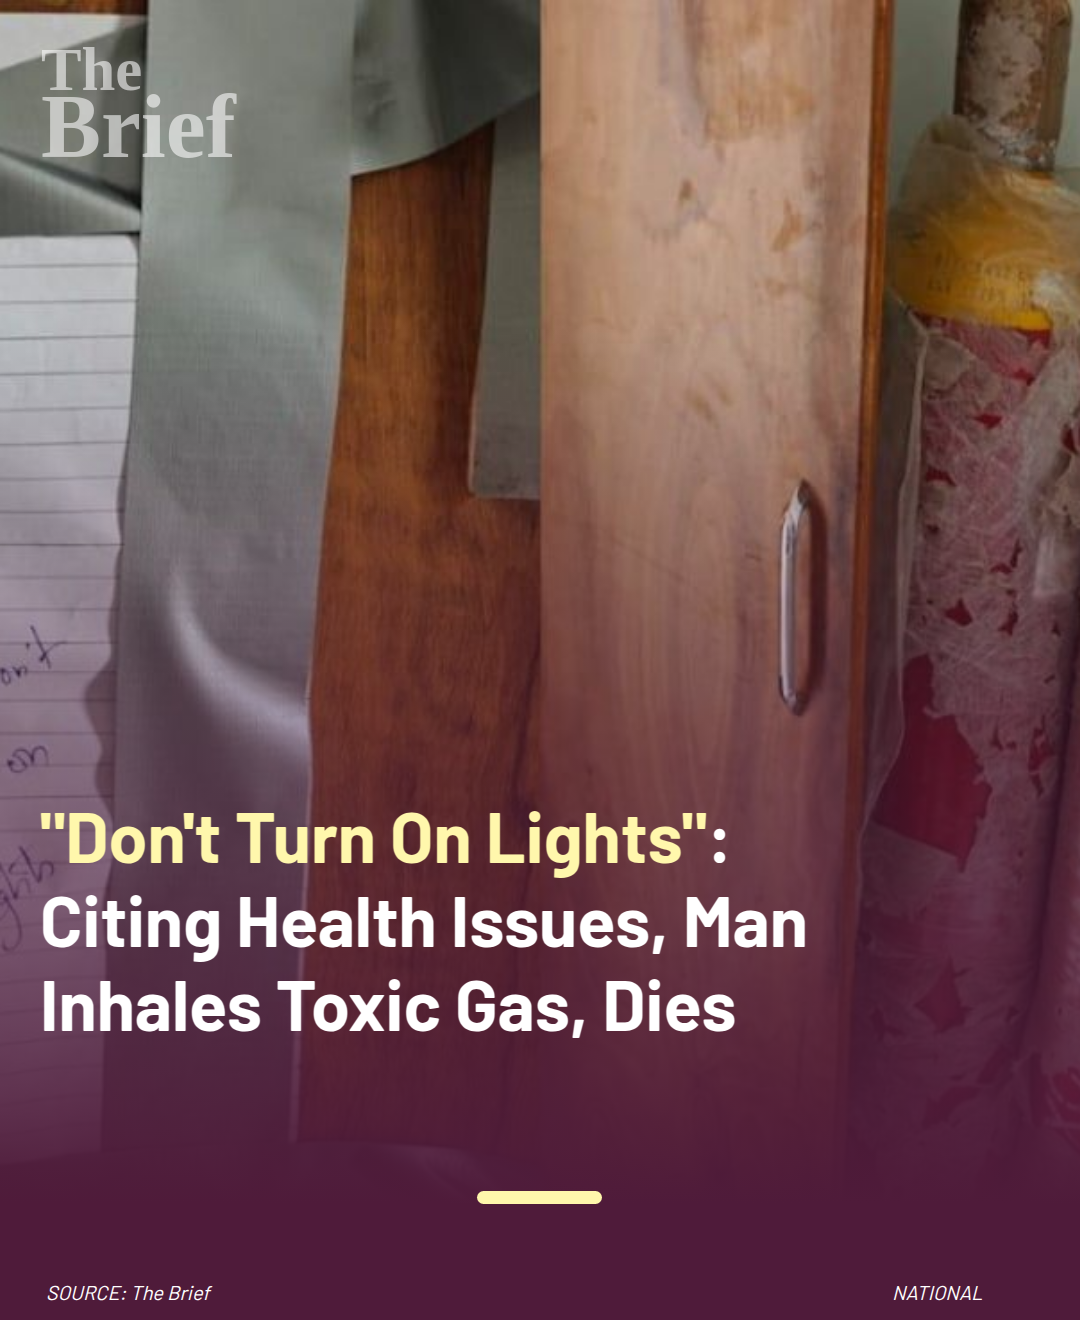 The
Brief
on't
on
"Don't Turn On Lights":
Citing Health Issues, Man
Inhales Toxic Gas, Dies
SOURCE: The Brief
NATIONAL